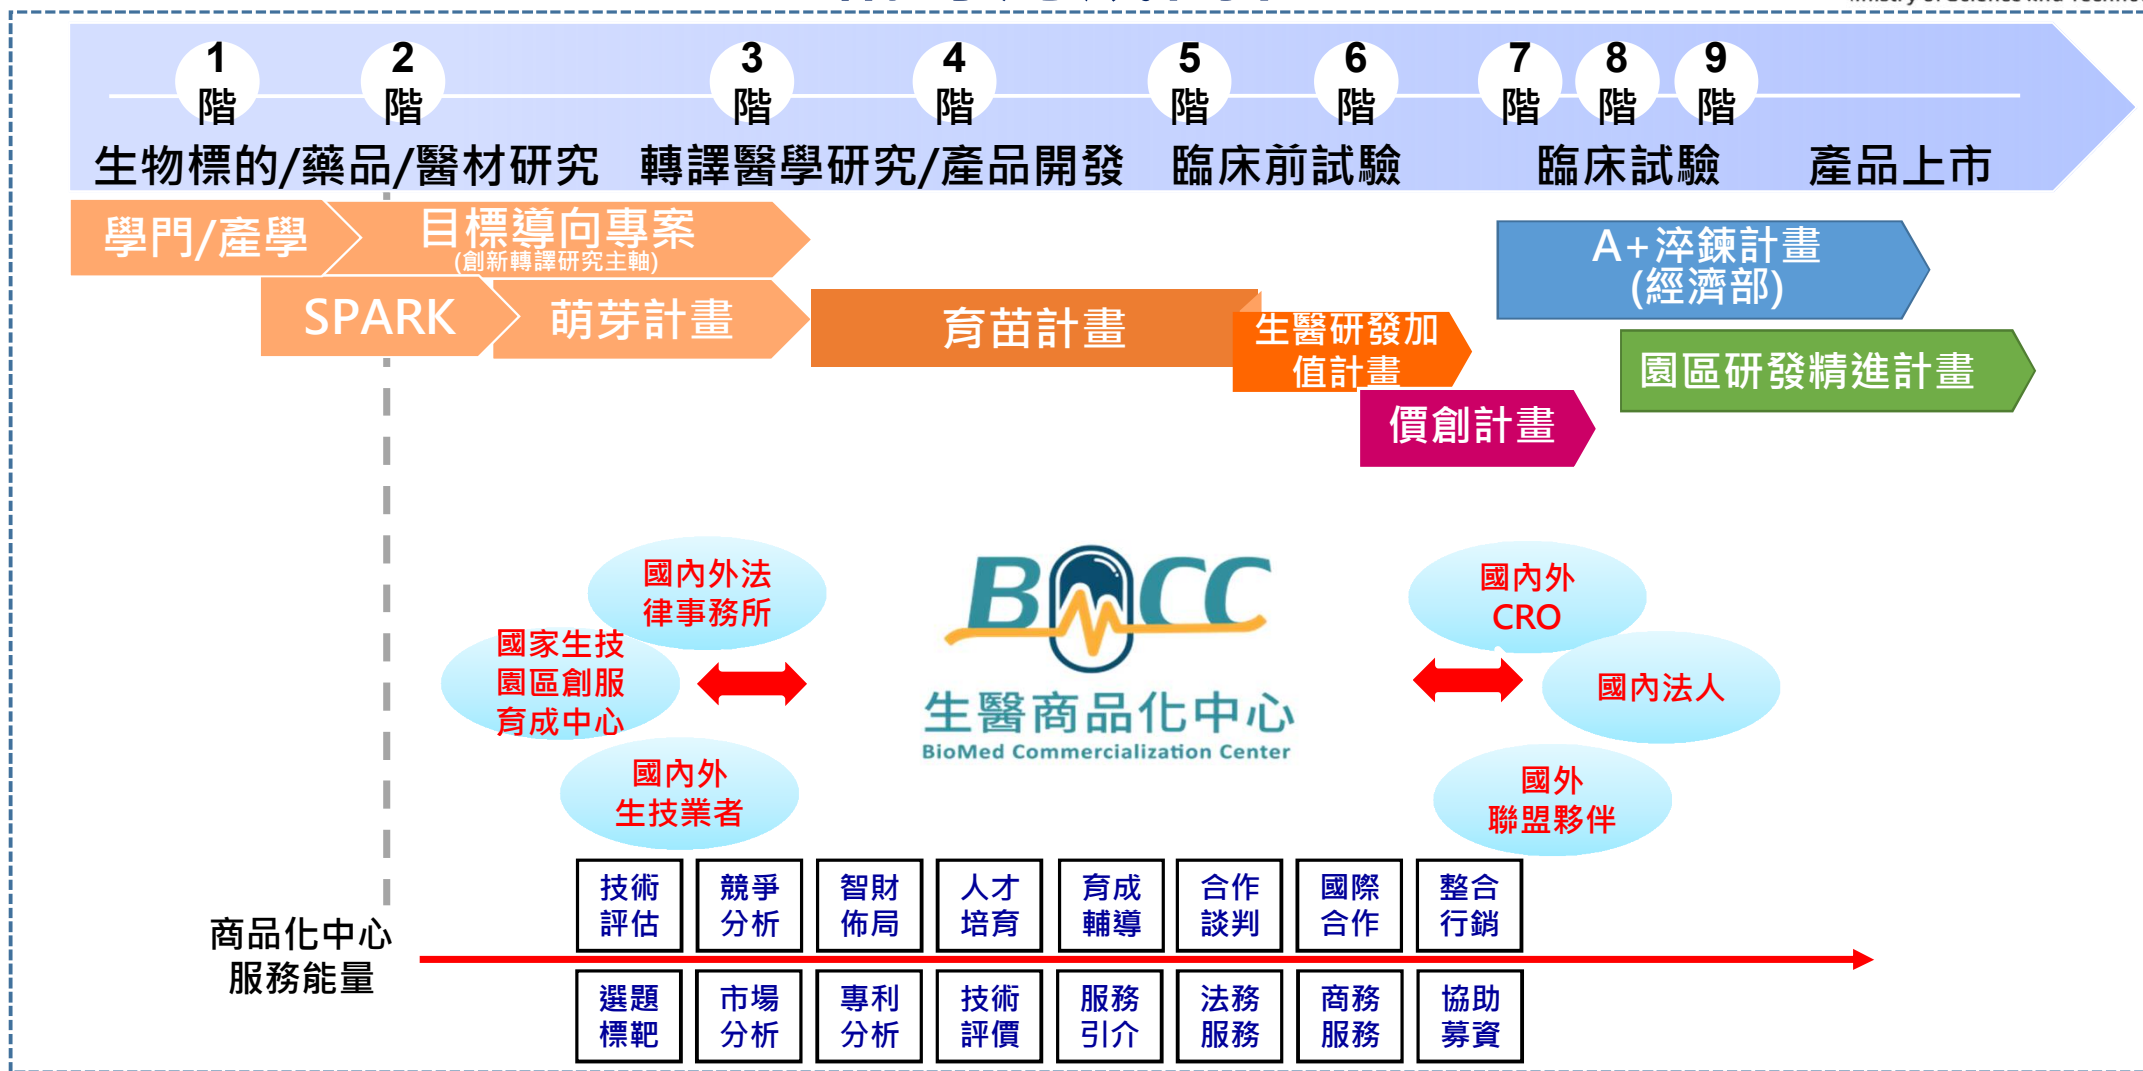 1
階
2
階
3
階
4
階
5
階
6
階
7
階
8
階
9
階
生物標的/藥品/醫材研究
轉譯醫學研究/產品開發
臨床前試驗
臨床試驗
產品上市
學門/產學
目標導向專案
(創新轉譯研究主軸)
A+淬鍊計畫
(經濟部)
SPARK
萌芽計畫
育苗計畫
生醫研發加
值計畫
園區研發精進計畫
價創計畫
國內外法
律事務所
國家生技
園區創服
育成中心
國內外
生技業者
BMCC
生醫商品化中心
BioMed Commercialization Center
國內外
CRO
國內法人
國外
聯盟夥伴
商品化中心
服務能量
技術
評估
競爭
分析
智財
佈局
人才
培育
育成
輔導
合作
談判
國際
合作
整合
行銷
選題
標靶
市場
分析
專利
分析
技術
評價
服務
引介
法務
服務
商務
服務
協助
募資